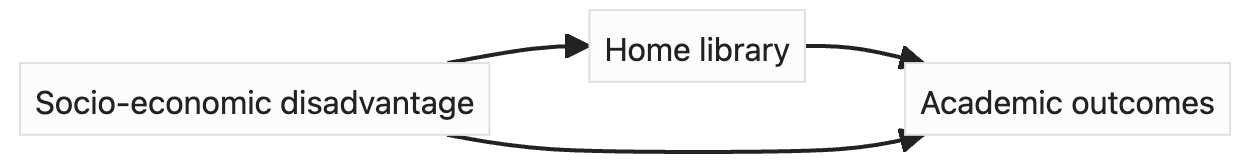 Home library
Socio-economic disadvantage
Academic outcomes